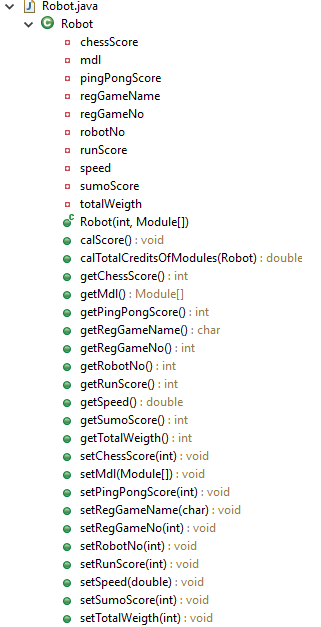 Robot.java
Robot
chessScore
mdl
pingPongScore
regGameName
regGameNo
robotNo
runScore
speed
sumoScore
totalWeigth
Robot(int, Module[])
calScore() : void
calTotalCreditsOfModules(Robot) : double
getChessScore() : int
getMdl() : Module[]
getPingPongScore() : int
getRegGameName() : char
getRegGameNo() : int
getRobotNo() : int
getRunScore() : int
getSpeed() : double
getSumoScore() : int
getTotalWeigth() : int
setChessScore(int) : void
setMdl(Module[]) : void
setPingPongScore(int) : void
setRegGameName(char) : void
setRegGameNo(int) : void
setRobotNo(int) : void
setRunScore(int) : void
setSpeed(double) : void
setSumoScore(int) : void
setTotalWeigth(int) : void